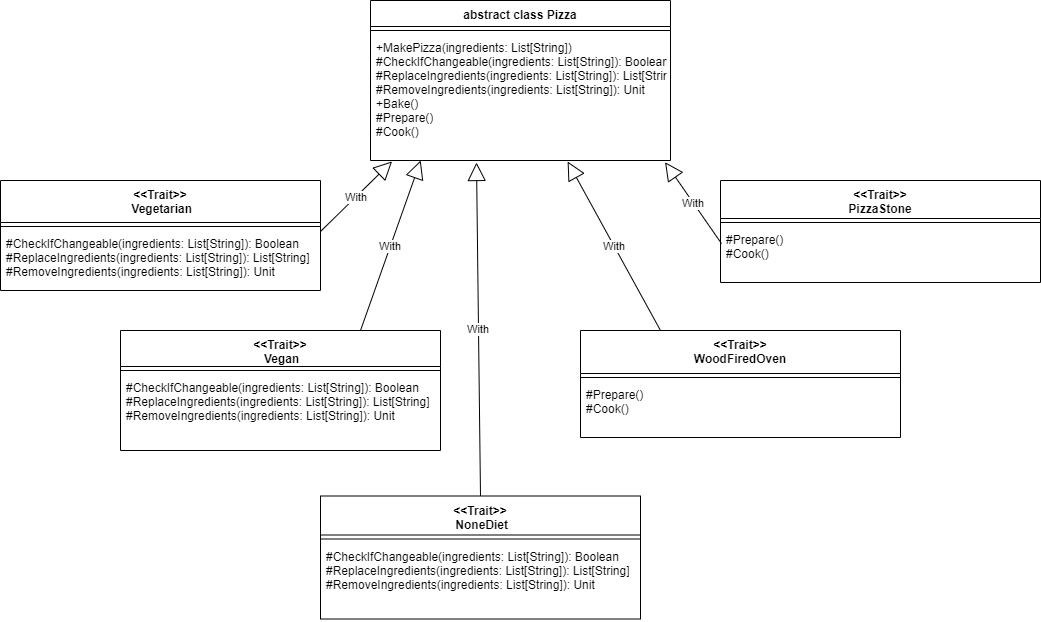 abstract class Pizza
+MakePizza(ingredients: List[String])
#CheckIfChangeable(ingredients: List[String]): Boolean
#ReplaceIngredients(ingredients: List[String]): List[Strin
#RemoveIngredients(ingredients: List[String]): Unit
+Bake()
#Prepare()
#Cook()
<<Trait>>
Vegetarian
#CheckIfChangeable(ingredients: List[String]): Boolean
#ReplaceIngredients(ingredients: List[String]): List[String]
#RemoveIngredients(ingredients: List[String]): Unit
With
With
With
With
With
<<Trait>>
PizzaStone
#Prepare()
#Cook()
<<Trait>>
Vegan
#CheckIfChangeable(ingredients: List[String]): Boolean
#ReplaceIngredients(ingredients: List[String]): List[String]
#RemoveIngredients(ingredients: List[String]): Unit
<<Trait>>
WoodFiredOven
#Prepare()
#Cook()
<<Trait>>
NoneDiet
#CheckIfChangeable(ingredients: List[String]): Boolean
#ReplaceIngredients(ingredients: List[String]): List[String]
#RemoveIngredients(ingredients: List[String]): Unit